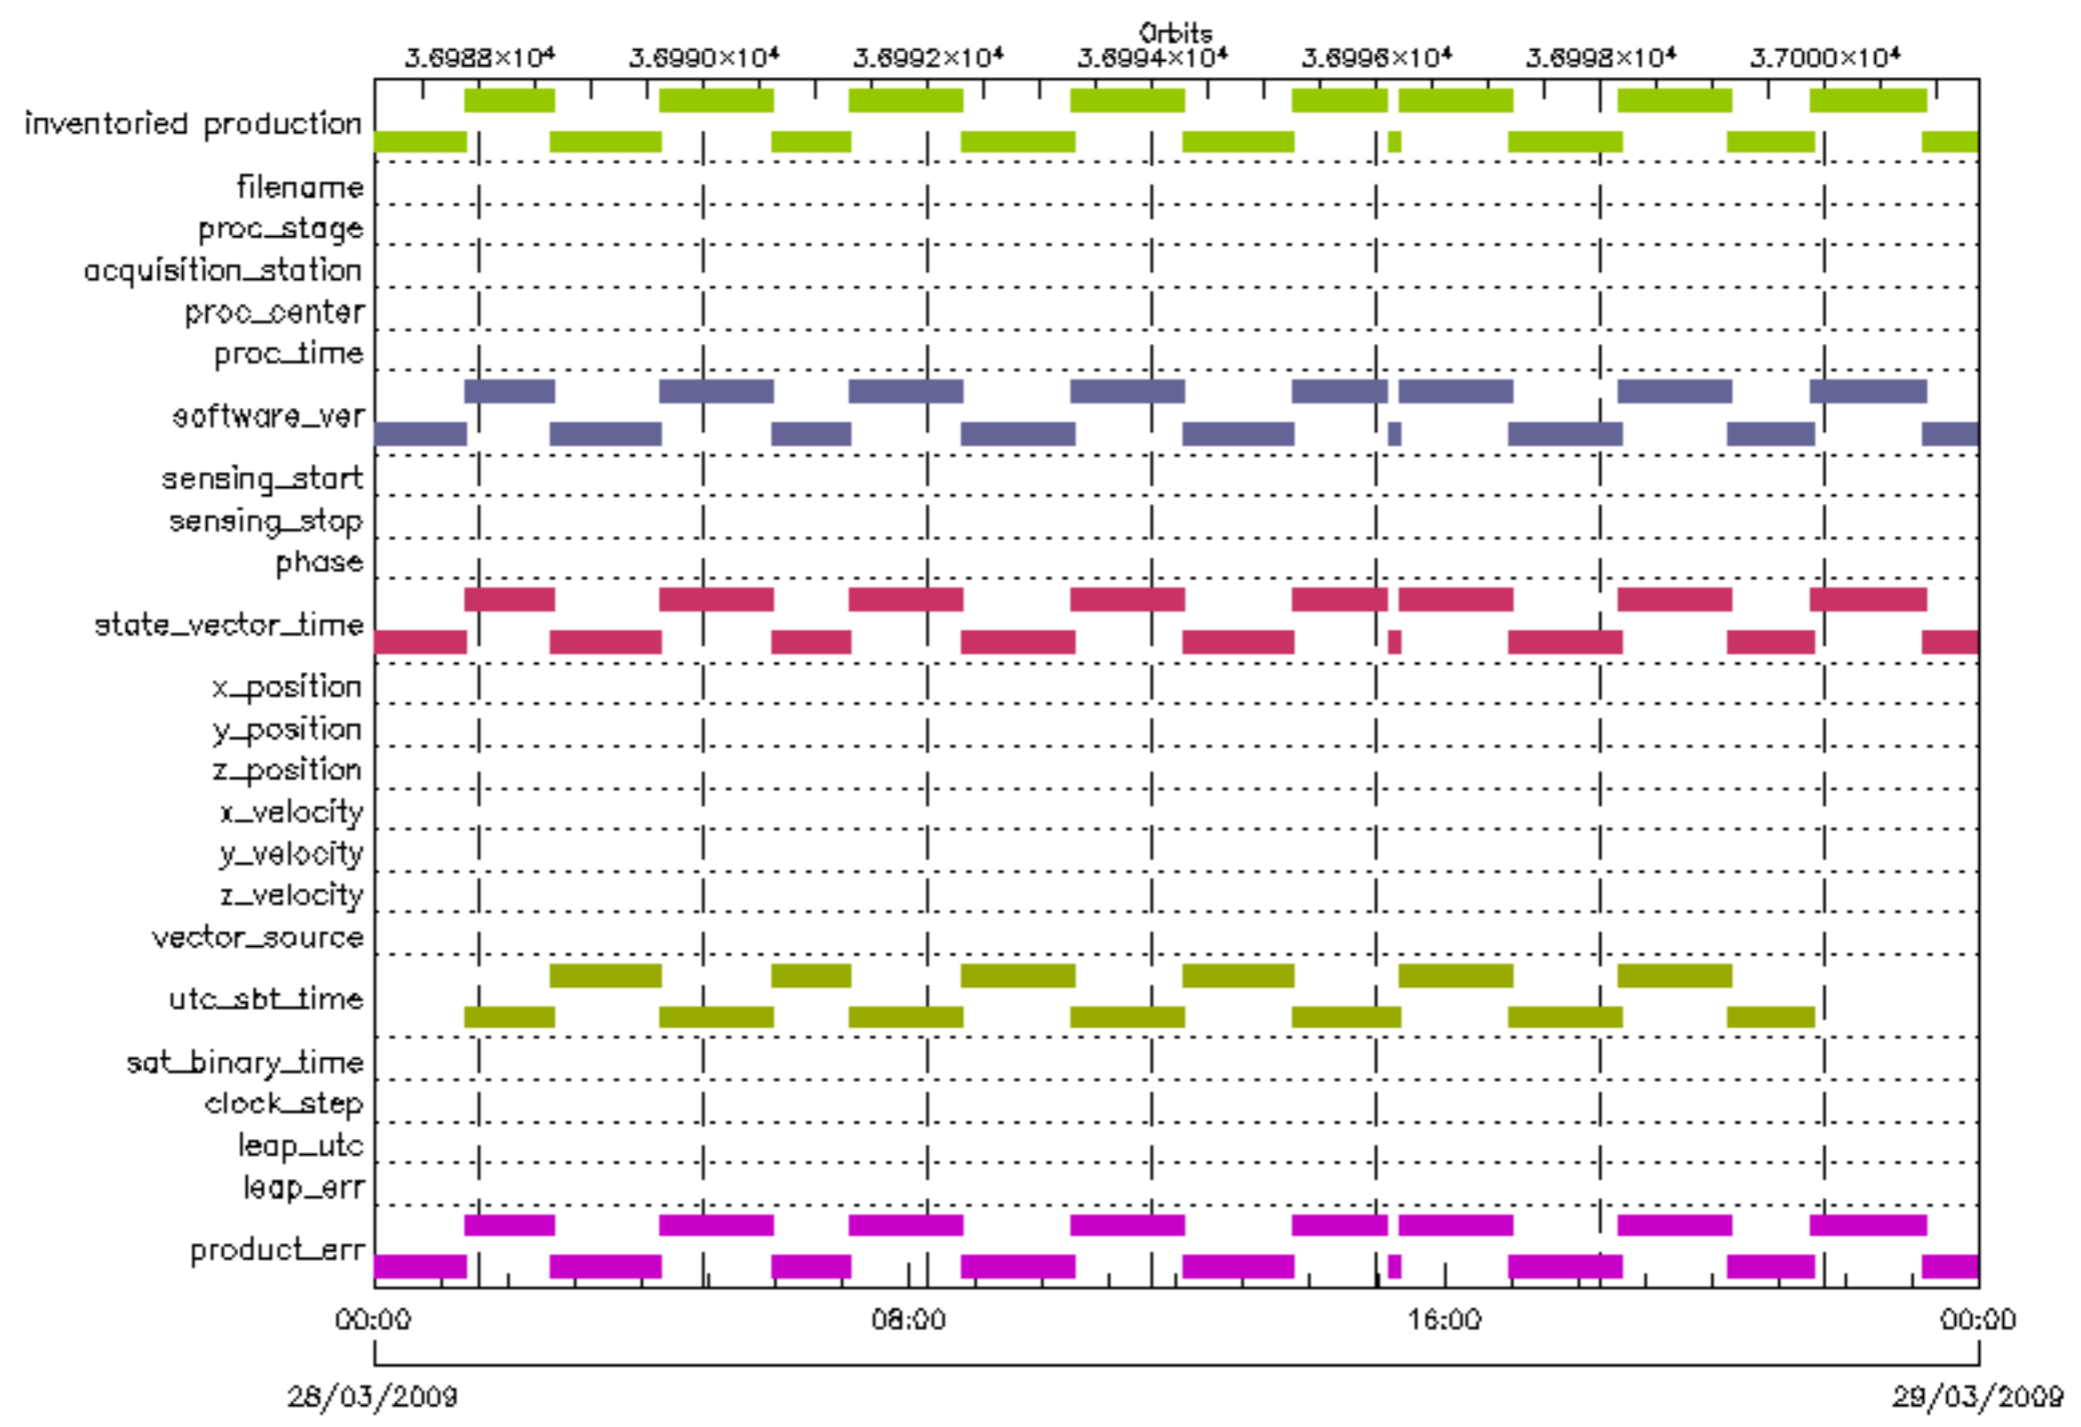 Orbits
3.6988×10⁴ 3.6990×10⁴ 3.6992×10⁴ 3.6994×10⁴ 3.6996×10⁴ 3.6998×10⁴ 3.7000×10⁴
inventoried production
filename
proc_stage
acquisition_station
proc_center
proc_time
software_ver
sensing_start
sensing_stop
phase
state_vector_time
x_position
y_position
z_position
x_velocity
y_velocity
z_velocity
vector_source
utc_sbt_time
sat_binary_time
clock_step
leap_utc
leap_err
product_err
00:00 08:00 16:00 00:00
28/03/2009 29/03/2009